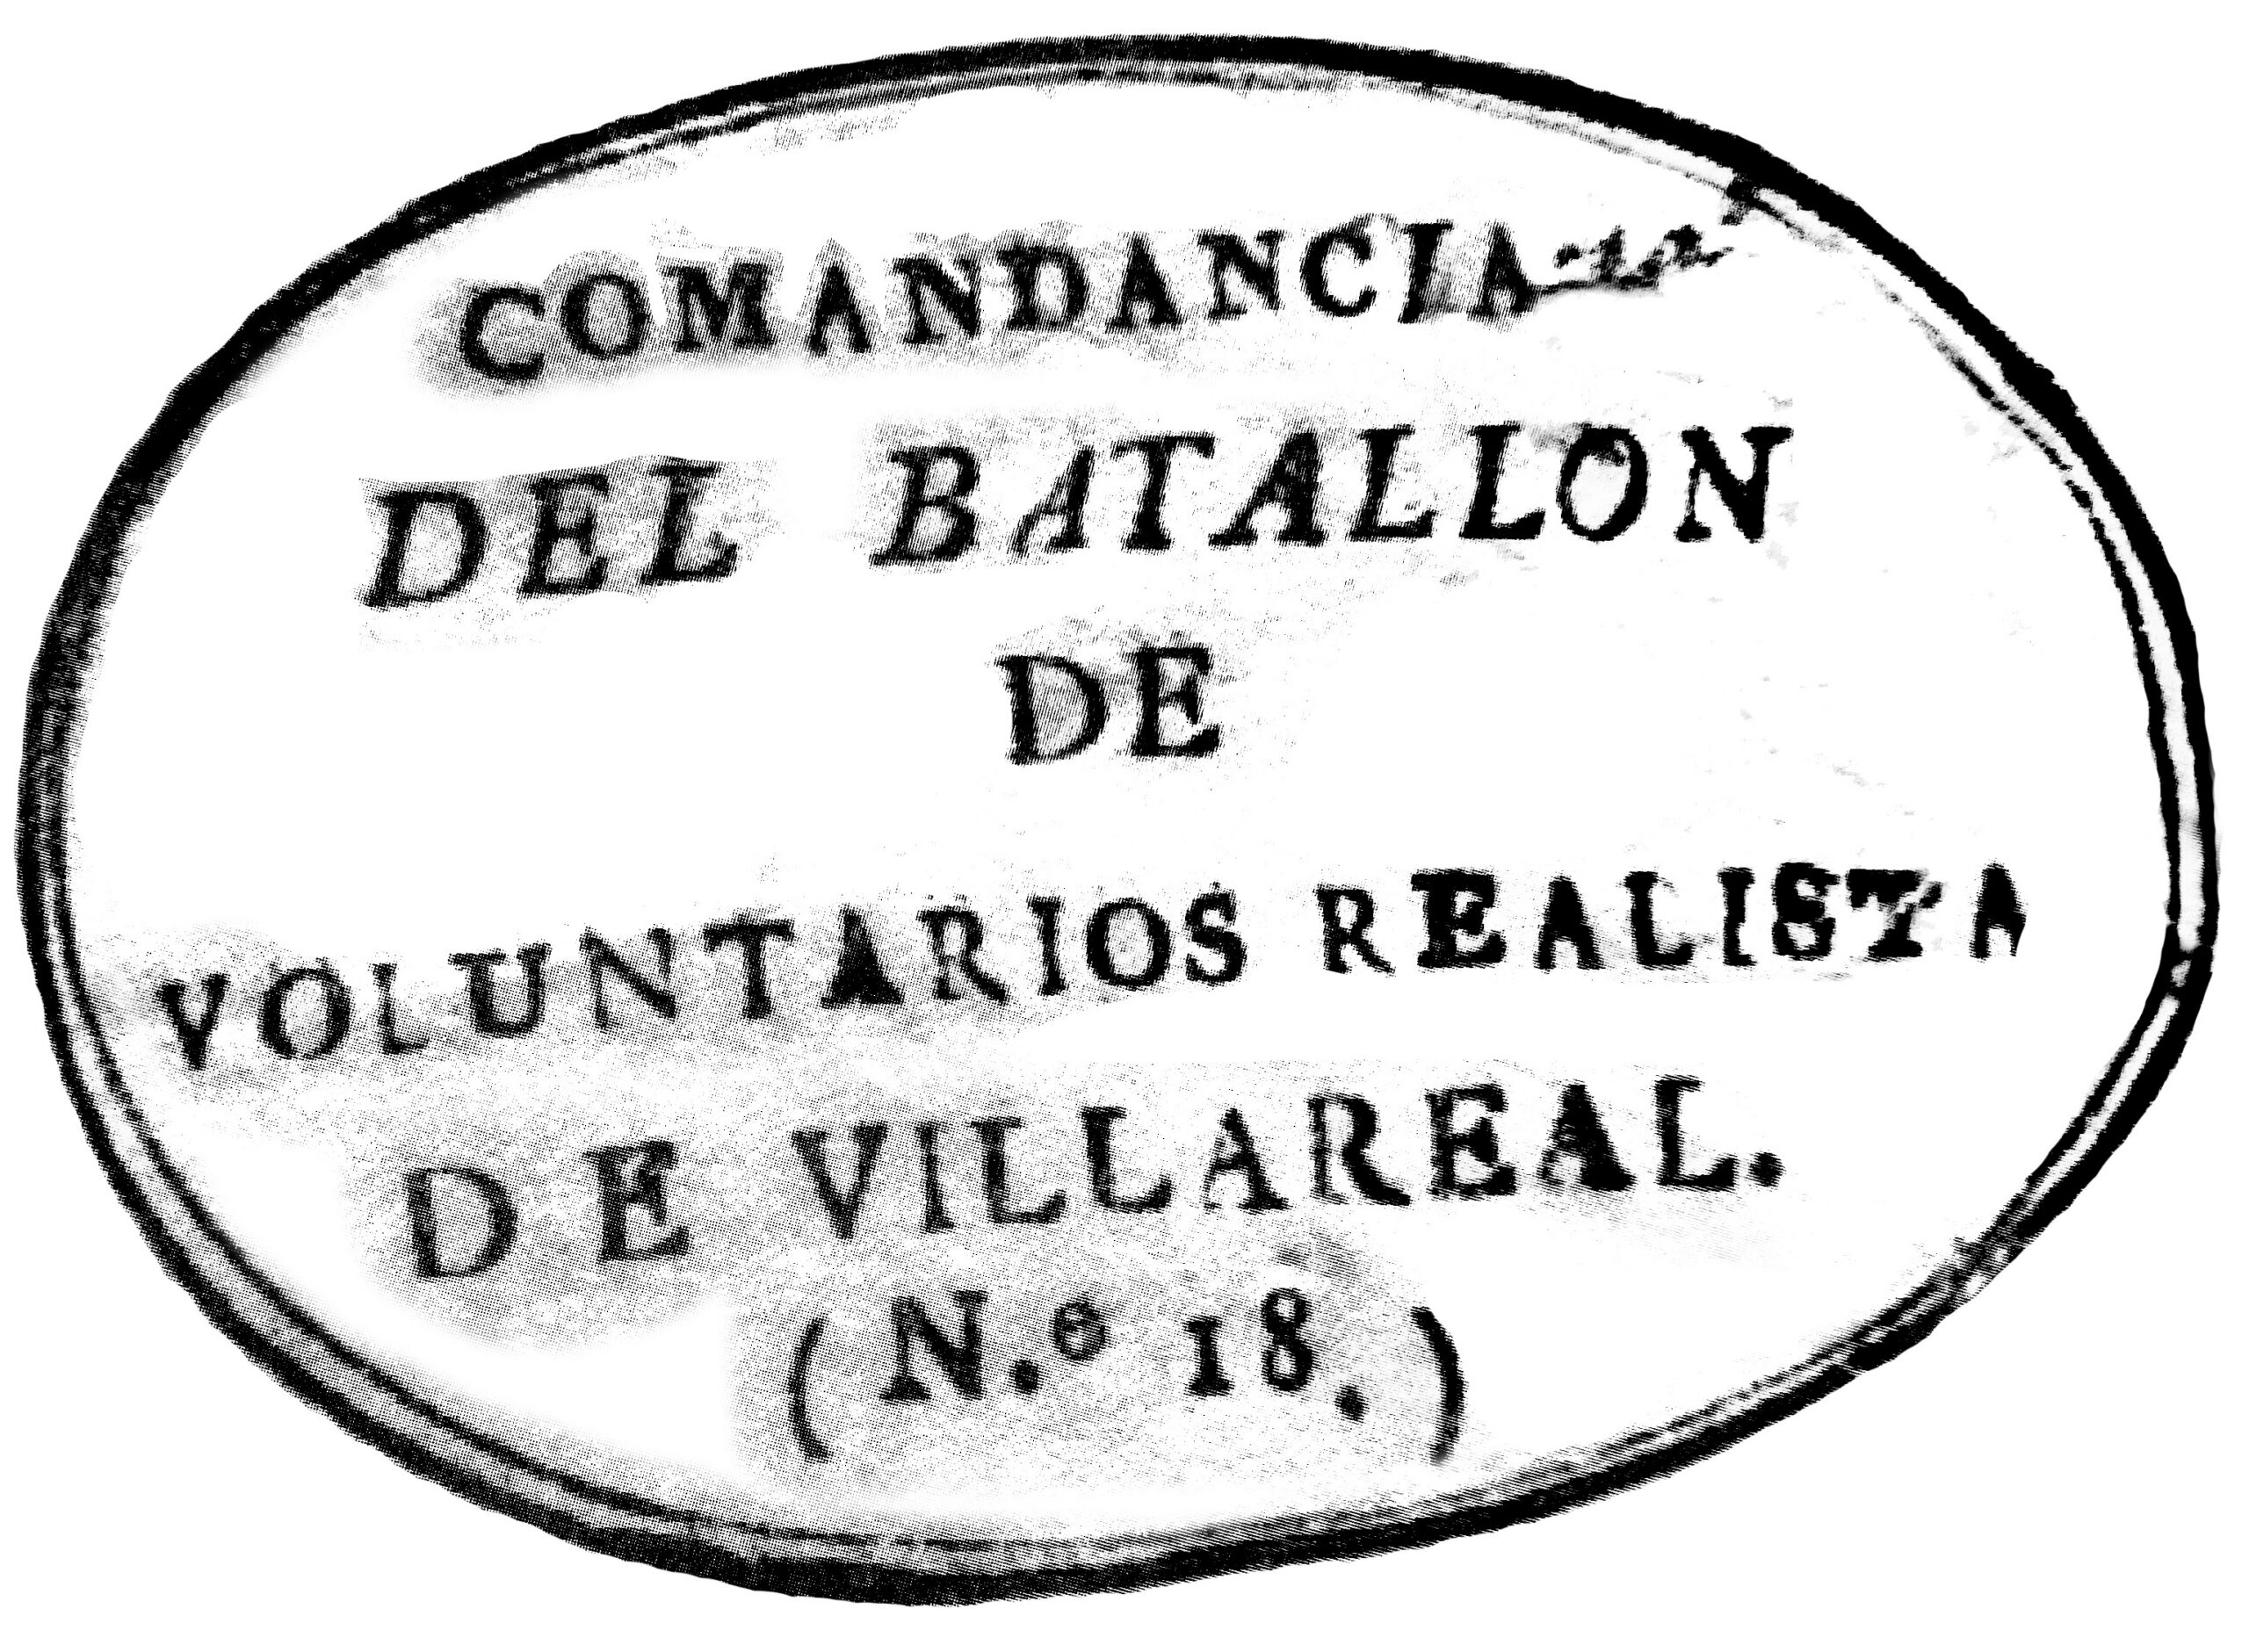 COMANDANCIA
DEL BATALLON
DE
VOLUNTARIOS REALISTA
DE VILLAREAL.
(N.º 18.)